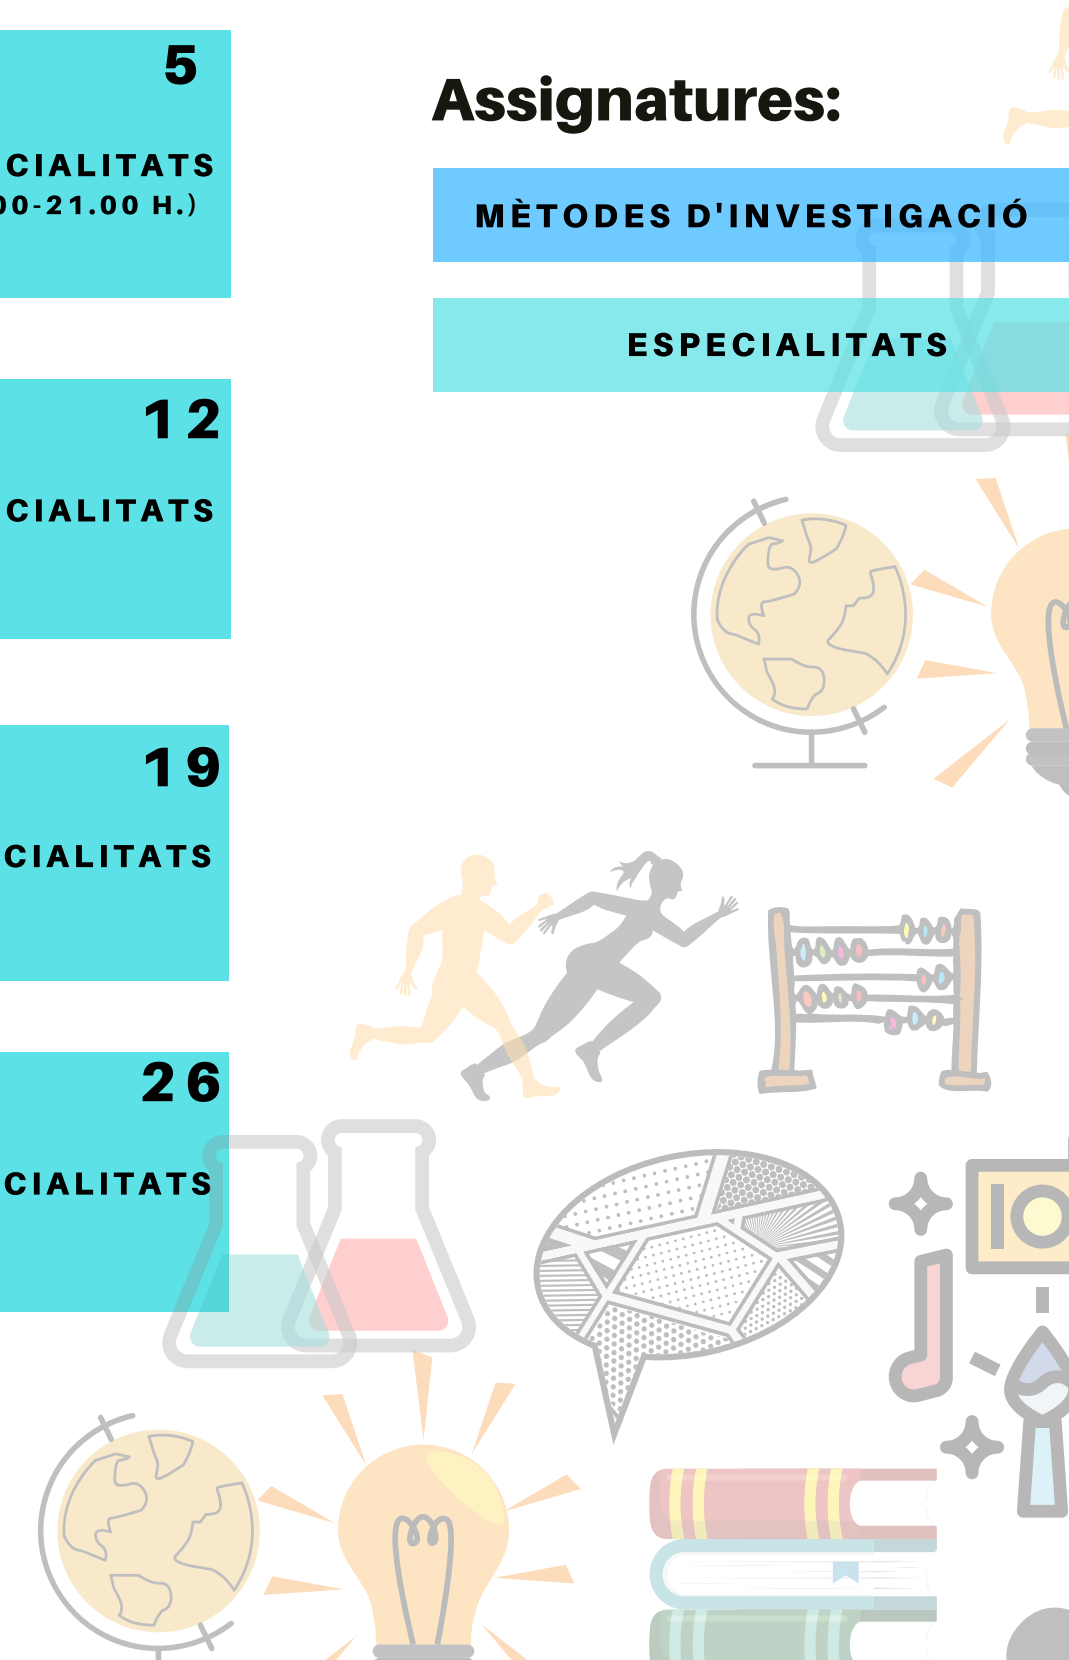 5
CIALITATS
00-21.00 H.)
12
CIALITATS
19
CIALITATS
26
CIALITATS
Assignatures:
MÈTODES D'INVESTIGACIÓ
ESPECIALITATS